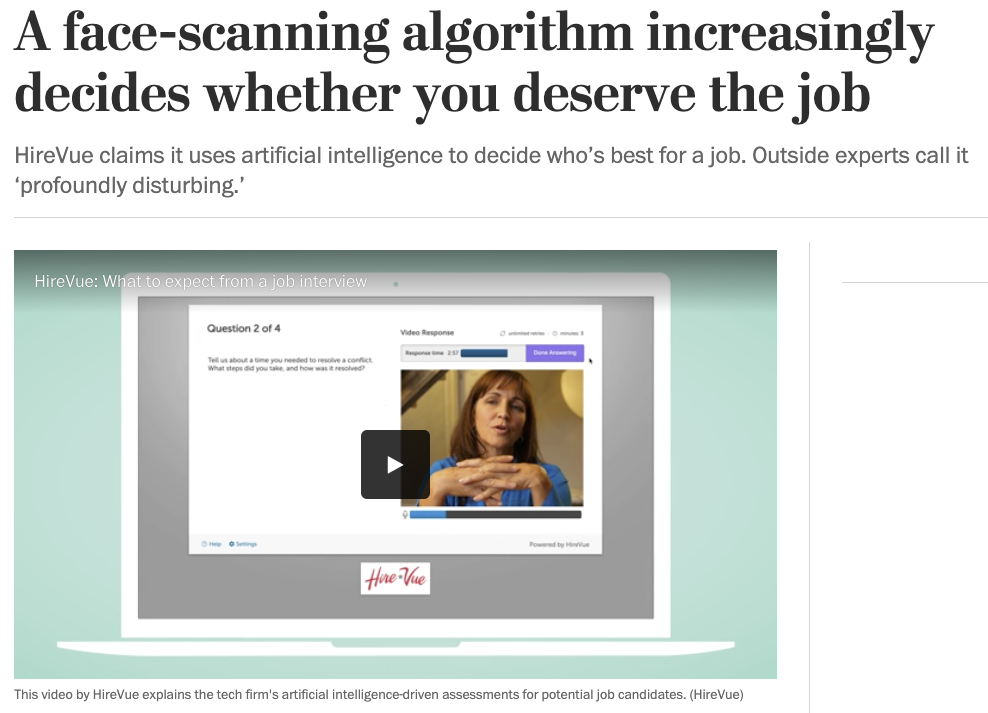 A face-scanning algorithm increasingly
decides whether you deserve the job
HireVue claims it uses artificial intelligence to decide who’s best for a job. Outside experts call it
‘profoundly disturbing.’
HireVue: What to expect from a job interview
Question 2 of 4
Tell us about a time you needed to resolve a conflict.
What steps did you take, and how was it resolved?
Video Response
unlimited retries
minutes: 3
Response time 2:57
Done Answering
Help
Settings
Powered by HireVue
Hire Vue
This video by HireVue explains the tech firm's artificial intelligence-driven assessments for potential job candidates. (HireVue)